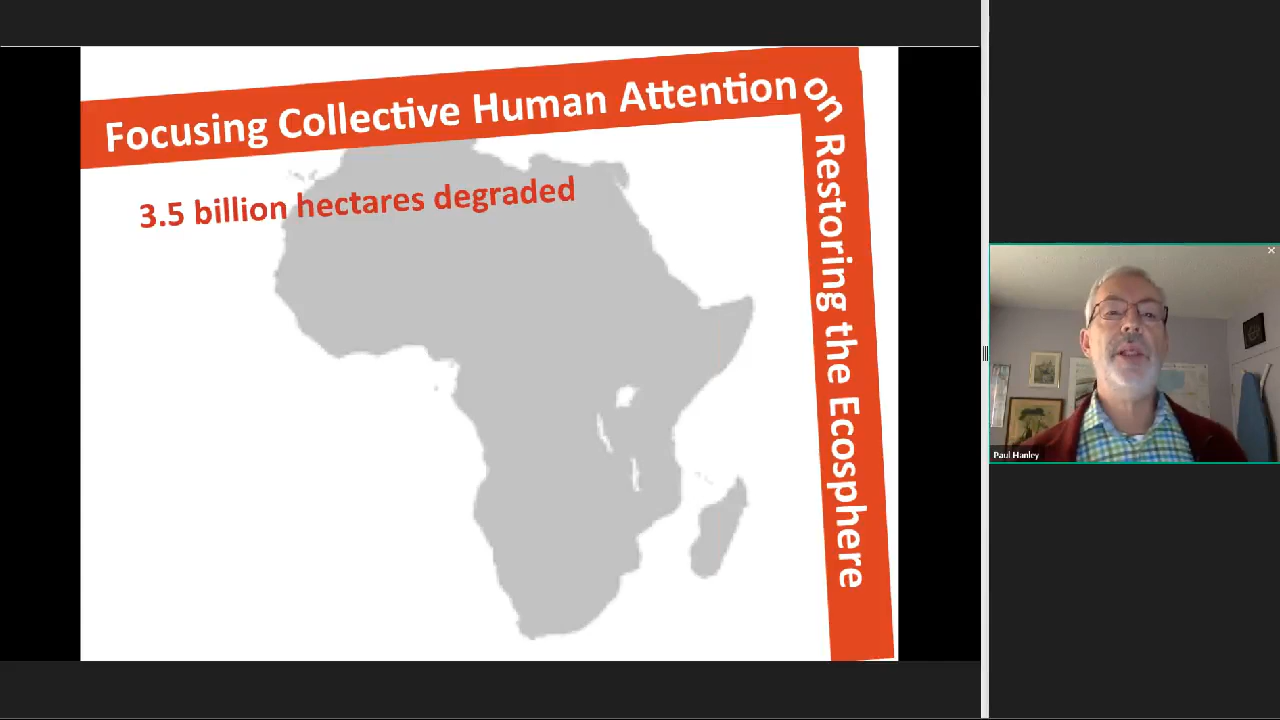 Focusing Collective Human Attention on Restoring the Ecosphere
3.5 billion hectares degraded
Paul Hanley